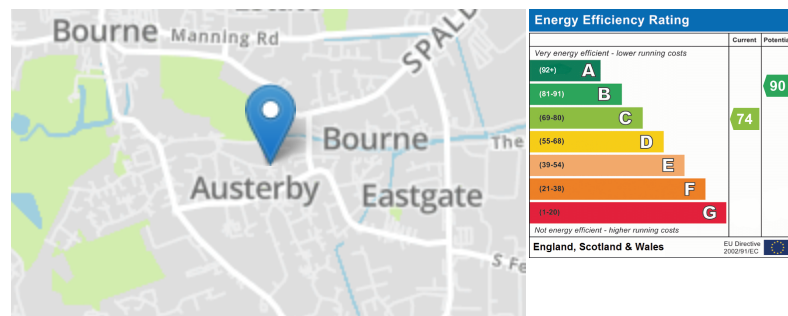 Bourne
Manning Rd
SPALD
Bourne
The
Austerby
Eastgate
S Fe
Energy Efficiency Rating
Current
Potentia
Very energy efficient - lower running costs
(92+) A
90
(81-91) B
(69-80) C
74
(55-68) D
(39-54) E
(21-38) F
(1-20) G
Not energy efficient - higher running costs
England, Scotland & Wales
EU Directive
2002/91/EC